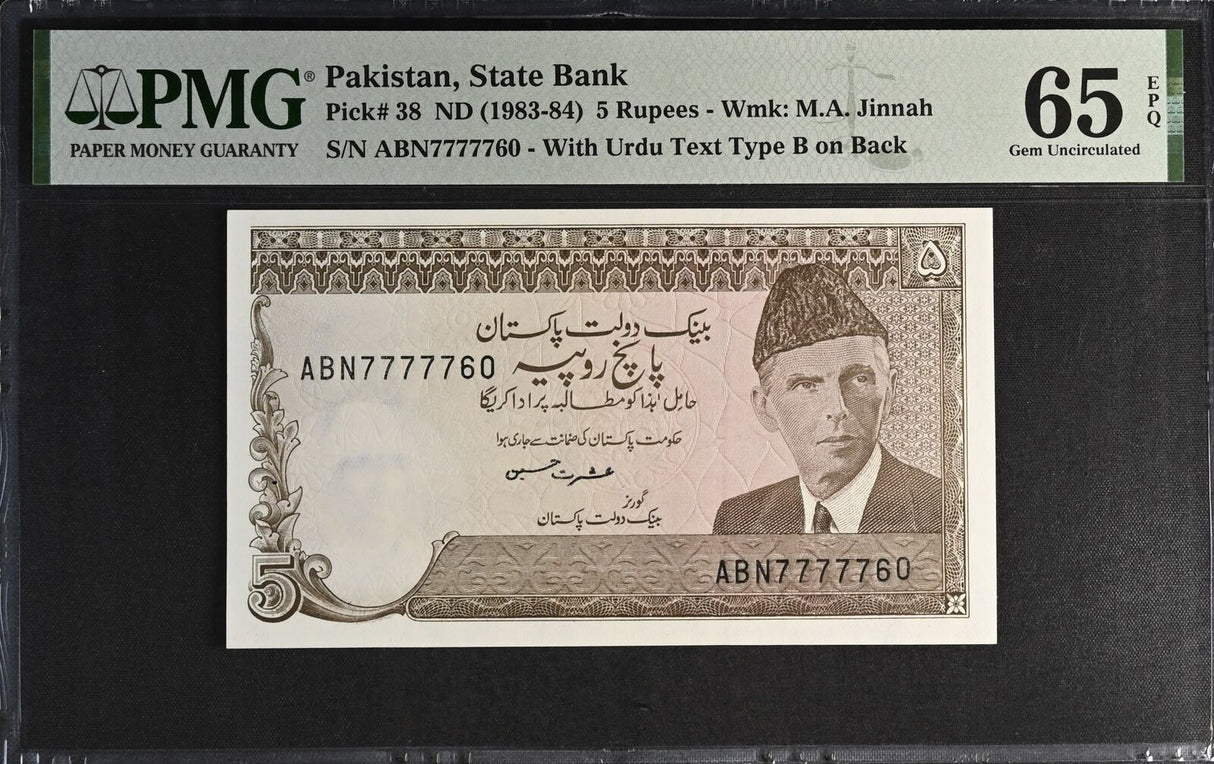 PMG®
PAPER MONEY GUARANTY
Pakistan, State Bank
Pick# 38 ND (1983-84) 5 Rupees - Wmk: M.A. Jinnah
S/N ABN7777760 - With Urdu Text Type B on Back
65
EPQ
Gem Uncirculated
۵
بینک دولت پاکستان
ABN7777760
پانچ روپیہ
حامِل ہٰذا کو مطالبہ پر ادا کریگا
حکومت پاکستان کی ضمانت سے جاری ہوا
عشرت حسین
گورنر
بینک دولت پاکستان
ABN7777760
5